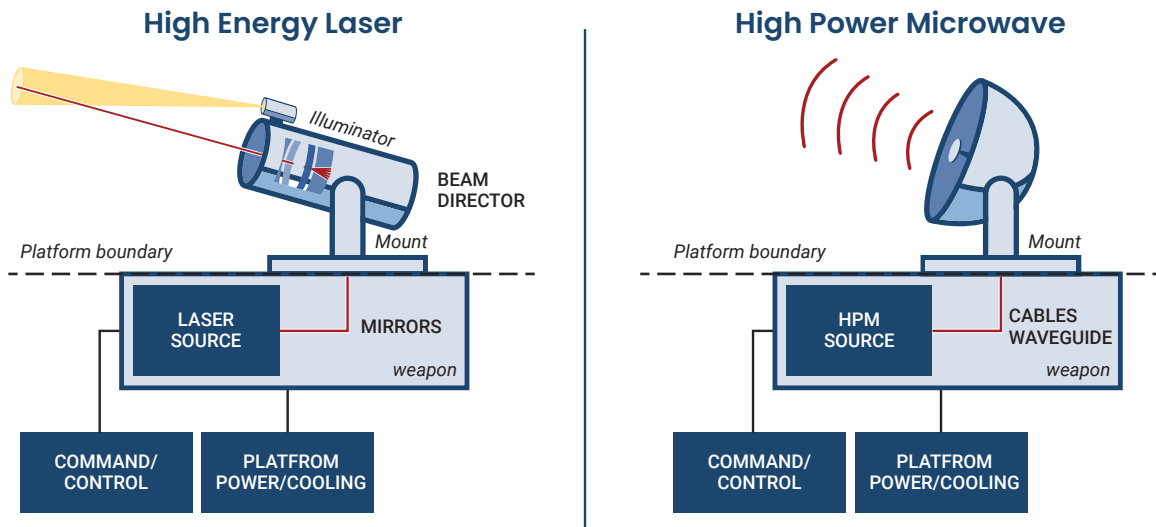 High Energy Laser
Illuminator
BEAM
DIRECTOR
Mount
Platform boundary
LASER
SOURCE
MIRRORS
weapon
COMMAND/
CONTROL
PLATFROM
POWER/COOLING
High Power Microwave
Mount
Platform boundary
HPM
SOURCE
CABLES
WAVEGUIDE
weapon
COMMAND/
CONTROL
PLATFROM
POWER/COOLING